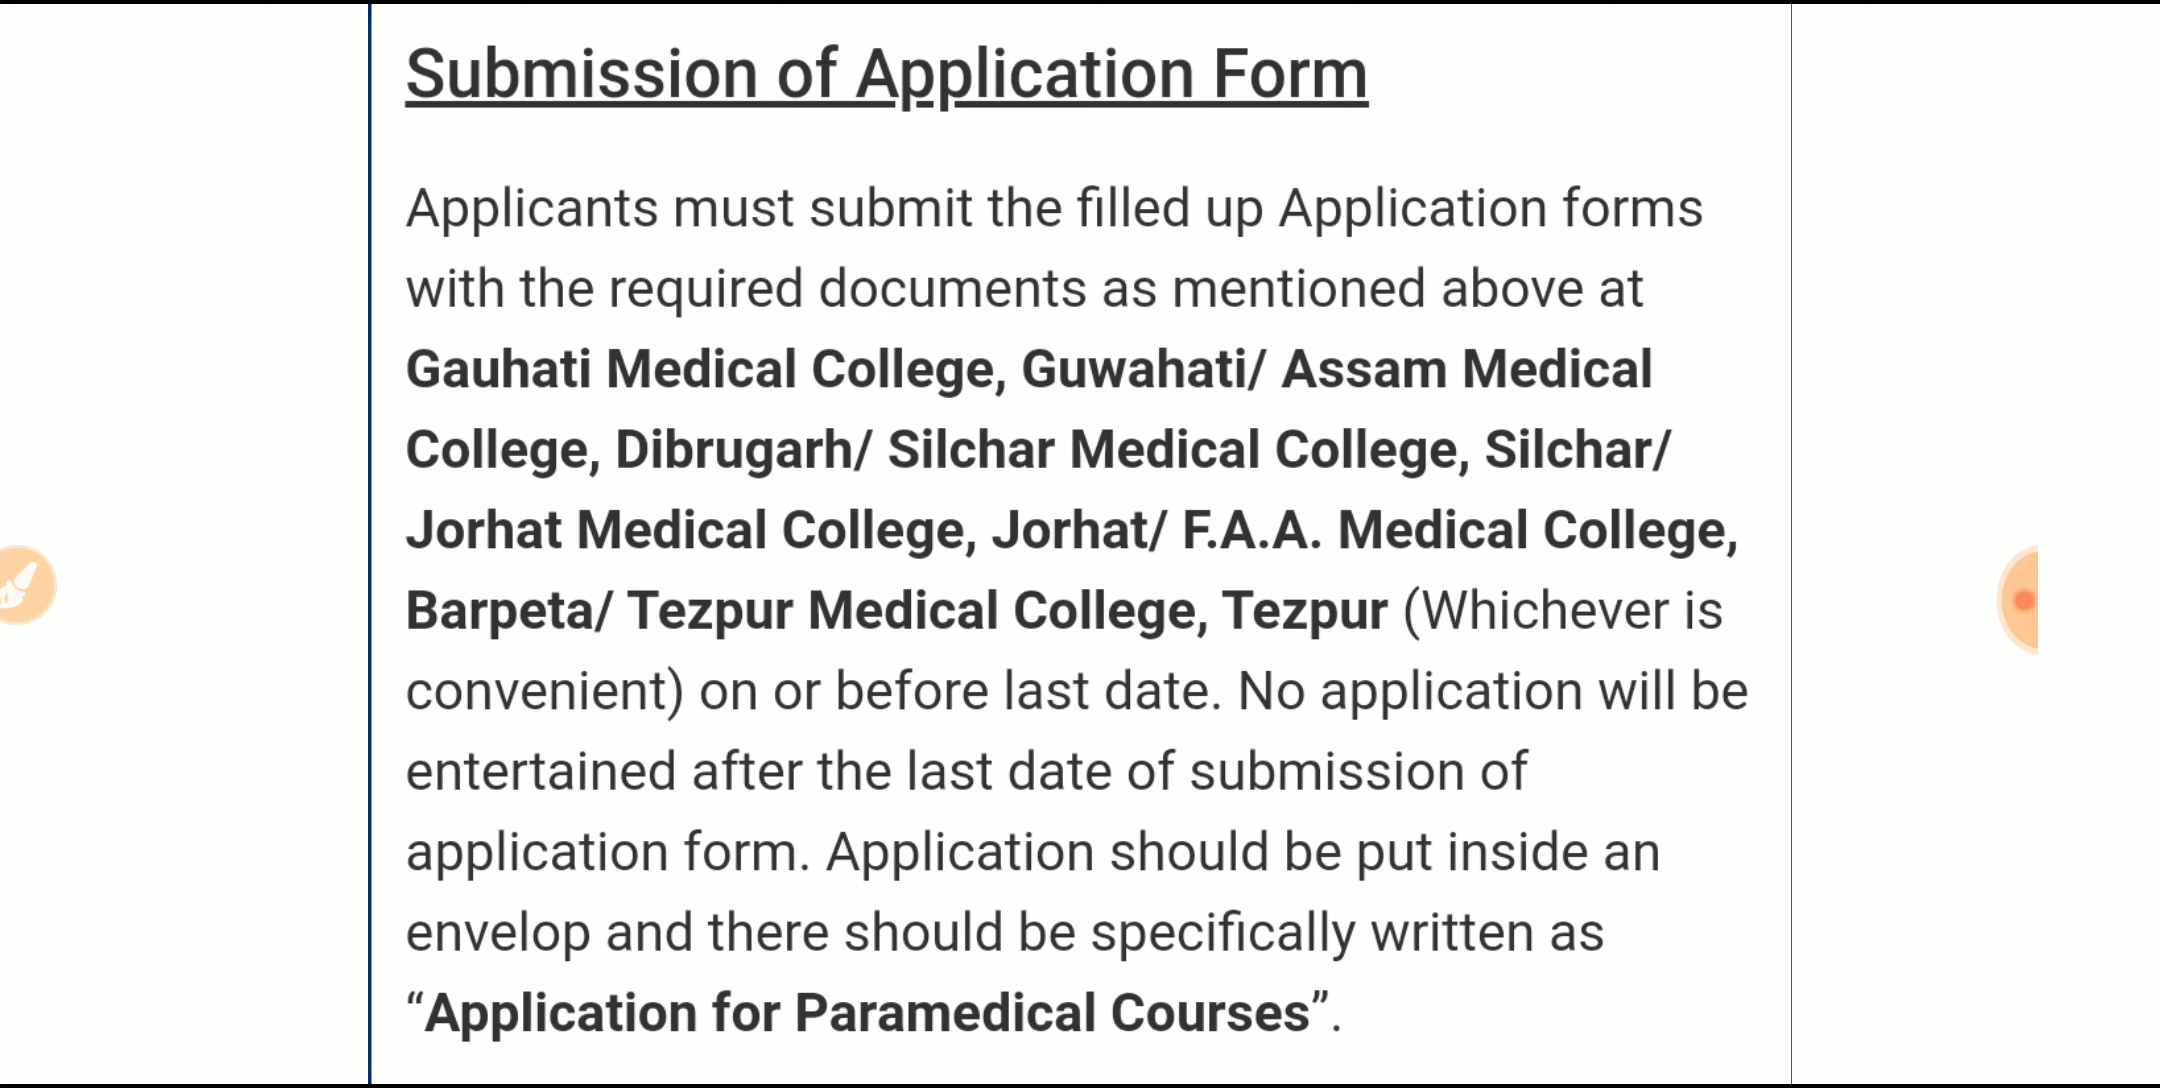 Submission of Application Form
Applicants must submit the filled up Application forms
with the required documents as mentioned above at
Gauhati Medical College, Guwahati/ Assam Medical
College, Dibrugarh/ Silchar Medical College, Silchar/
Jorhat Medical College, Jorhat/ F.A.A. Medical College,
Barpeta/ Tezpur Medical College, Tezpur (Whichever is
convenient) on or before last date. No application will be
entertained after the last date of submission of
application form. Application should be put inside an
envelop and there should be specifically written as
“Application for Paramedical Courses”.